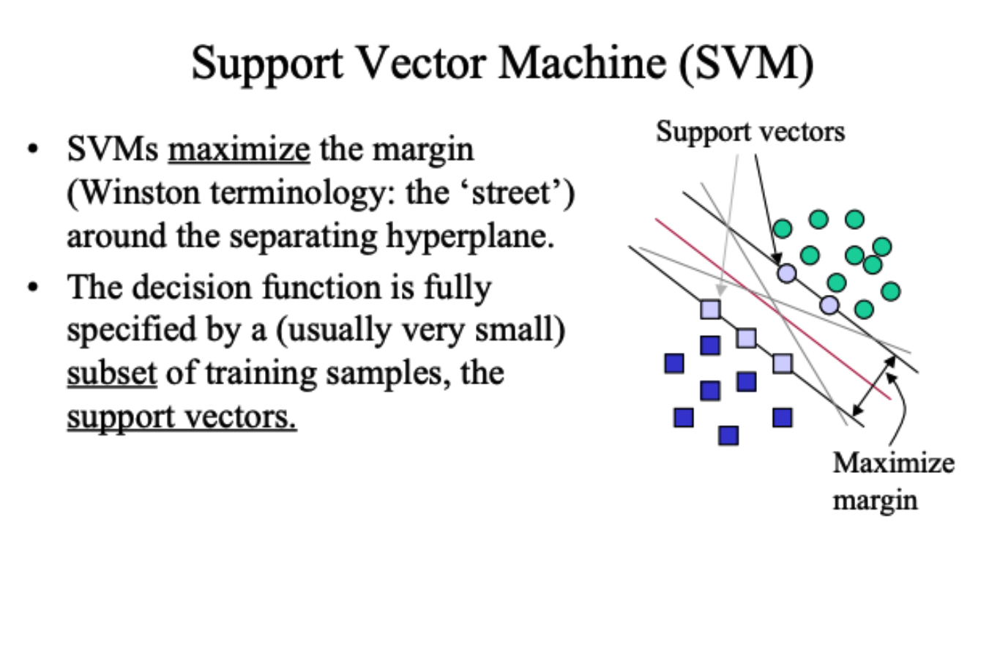 Support Vector Machine (SVM)
• SVMs maximize the margin
(Winston terminology: the ‘street’)
around the separating hyperplane.
• The decision function is fully
specified by a (usually very small)
subset of training samples, the
support vectors.
Support vectors
Maximize
margin